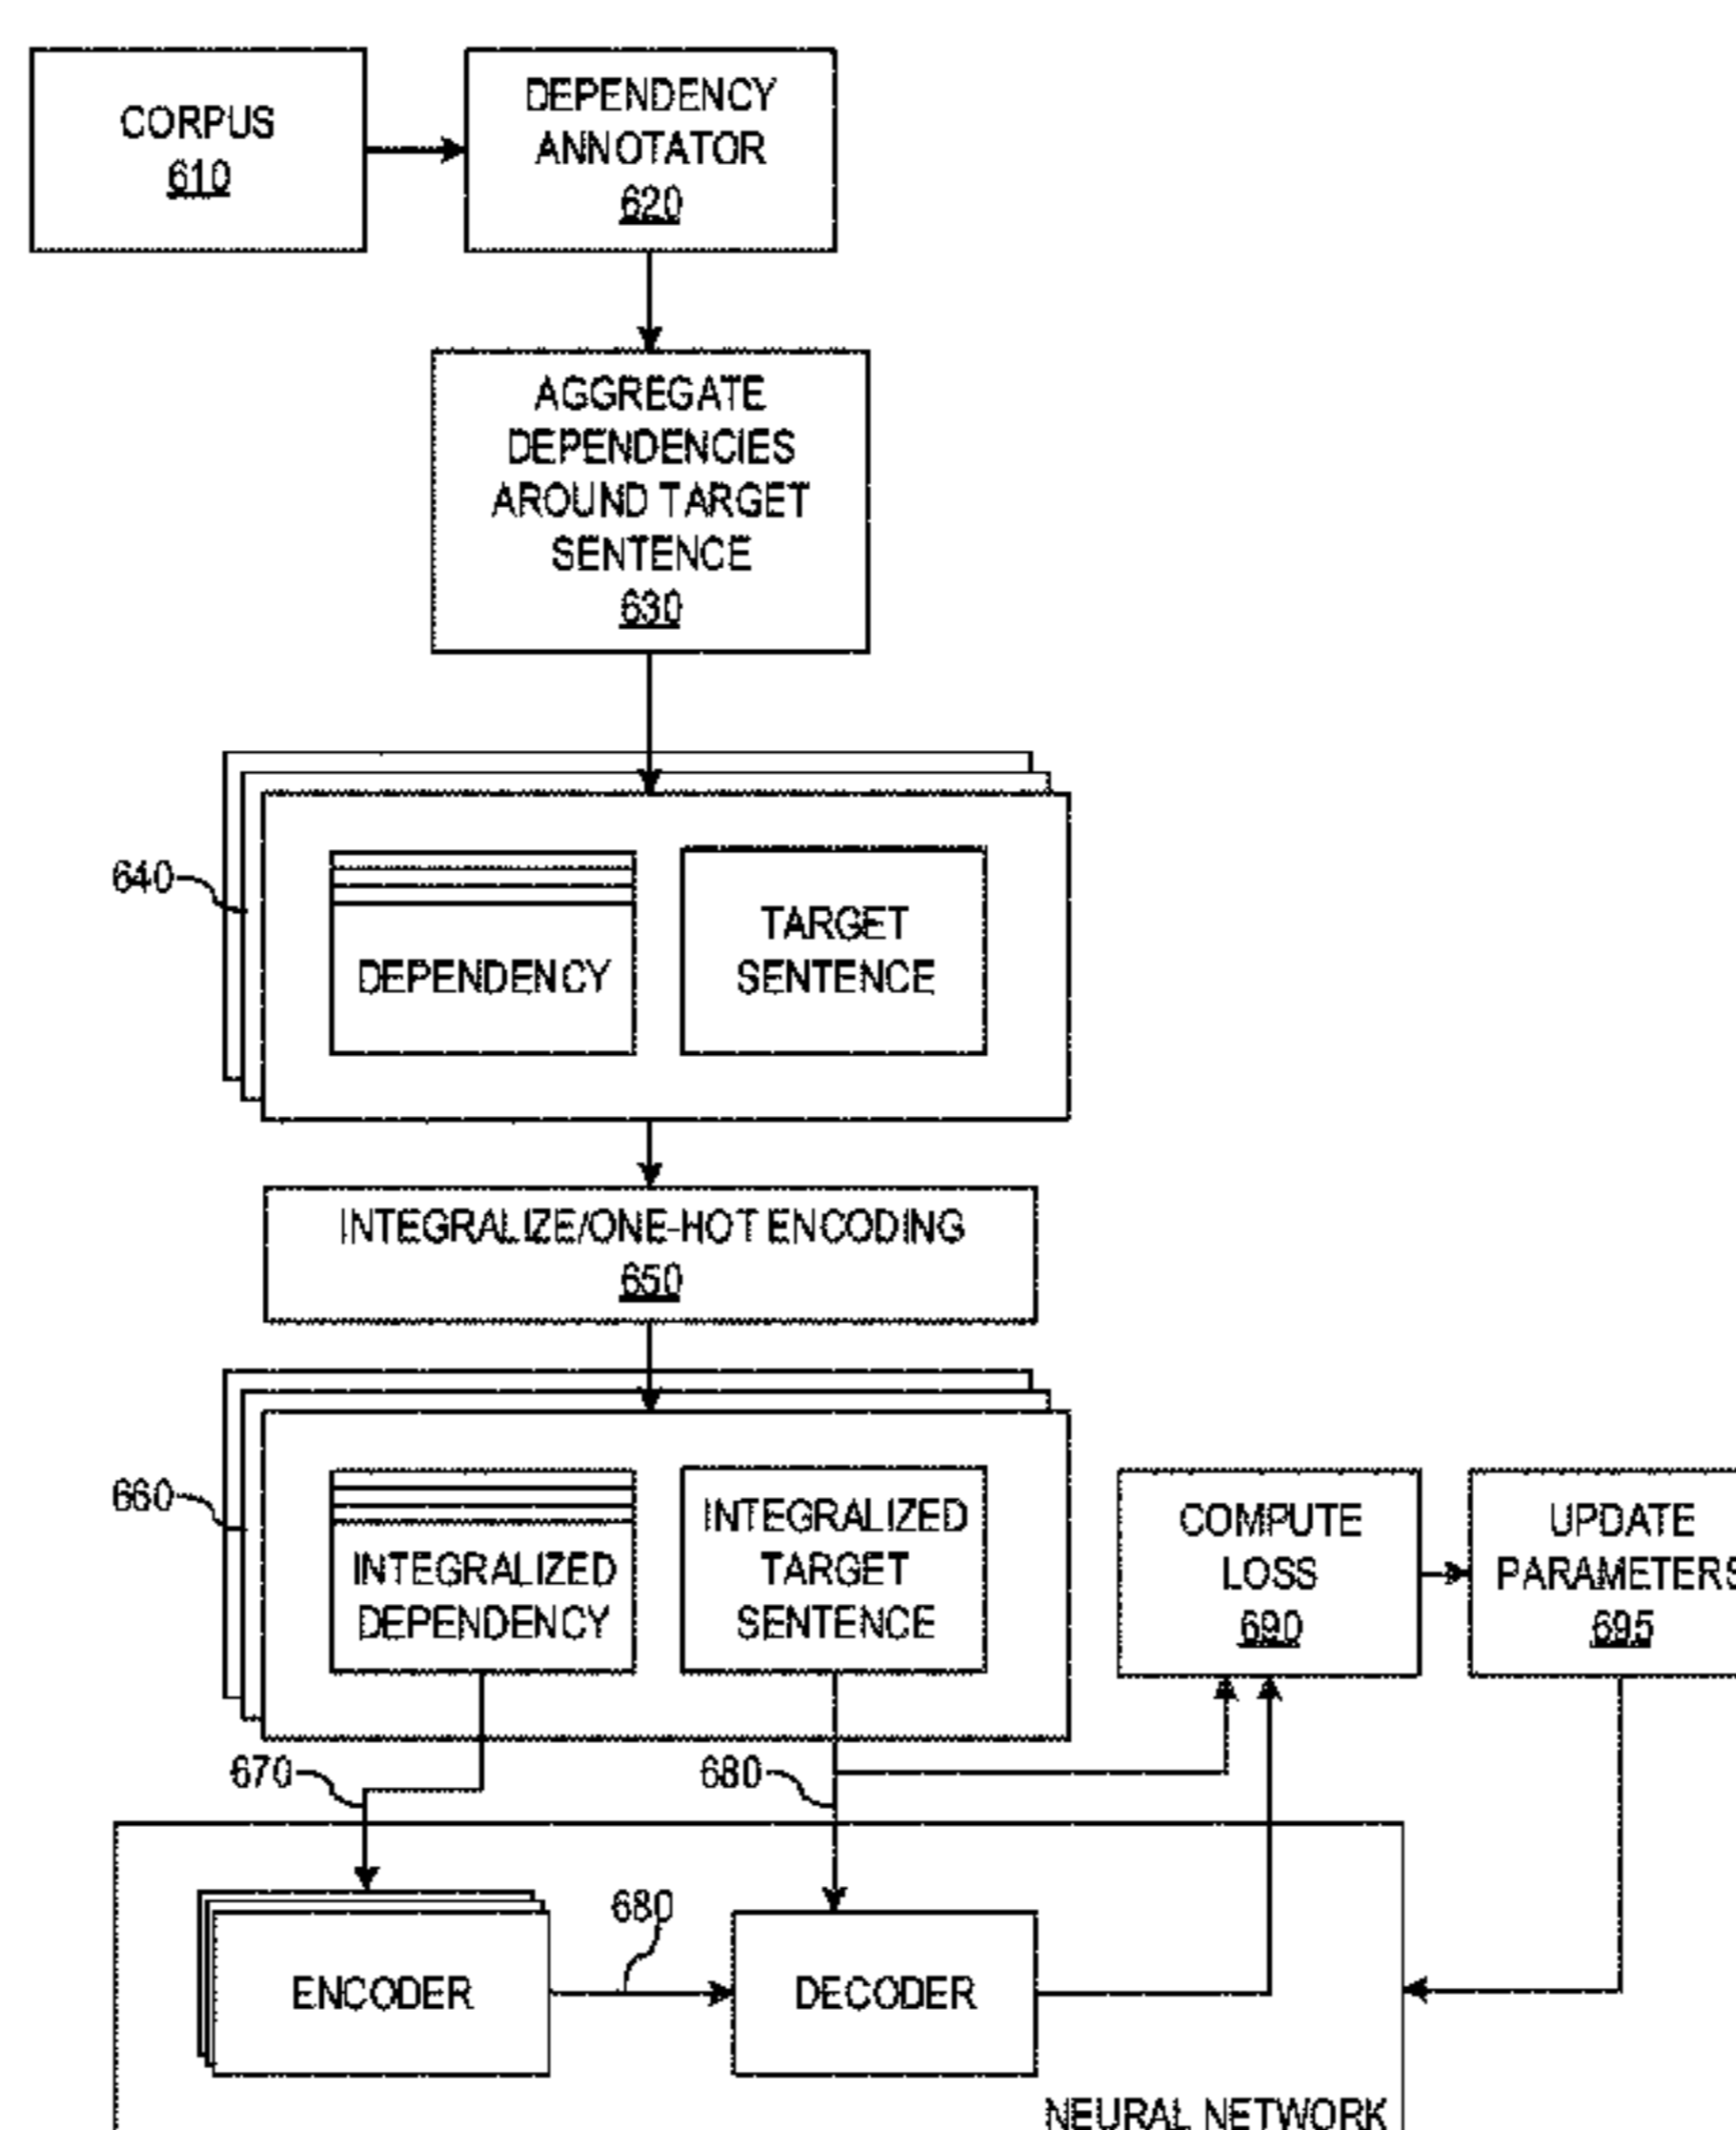 CORPUS
610
DEPENDENCY
ANNOTATOR
620
AGGREGATE
DEPENDENCIES
AROUND TARGET
SENTENCE
630
640
DEPENDENCY
TARGET
SENTENCE
INTEGRALIZE/ONE-HOT ENCODING
650
660
INTEGRALIZED
DEPENDENCY
INTEGRALIZED
TARGET
SENTENCE
COMPUTE
LOSS
690
UPDATE
PARAMETERS
695
670
680
680
ENCODER
DECODER
NEURAL NETWORK